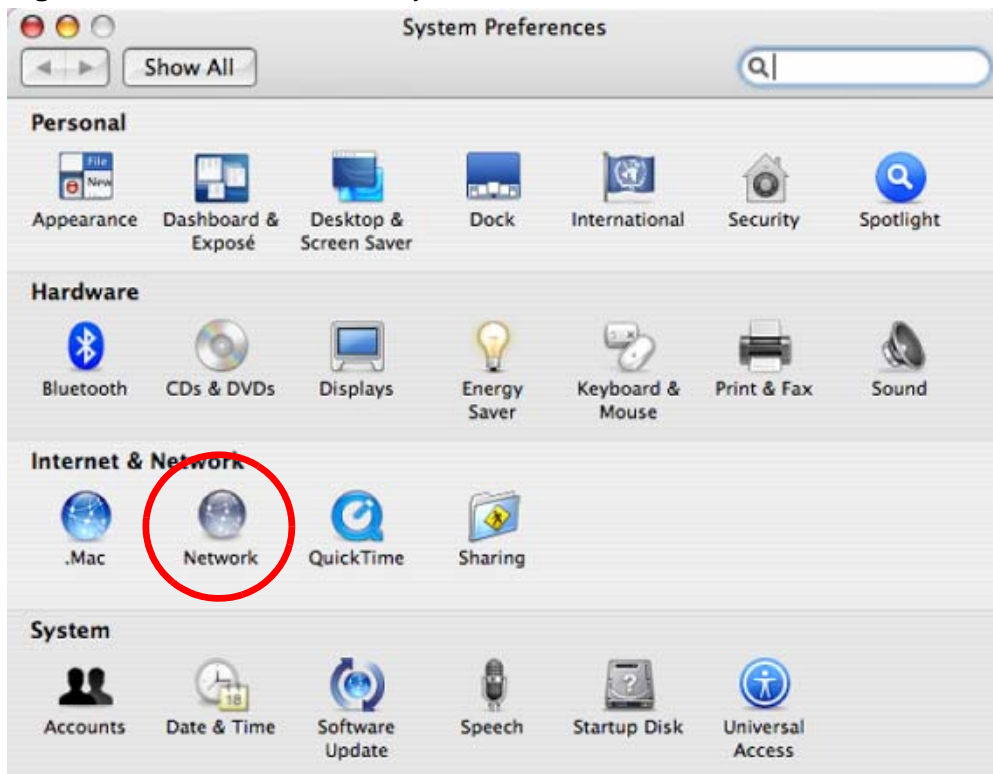 System Preferences
Show All
Personal
File
New
Appearance
Dashboard &
Exposé
Desktop &
Screen Saver
Dock
International
Security
Spotlight
Hardware
Bluetooth
CDs & DVDs
Displays
Energy
Saver
Keyboard &
Mouse
Print & Fax
Sound
Internet & Network
.Mac
Network
QuickTime
Sharing
System
Accounts
18
Date & Time
Software
Update
Speech
?
Startup Disk
Universal
Access